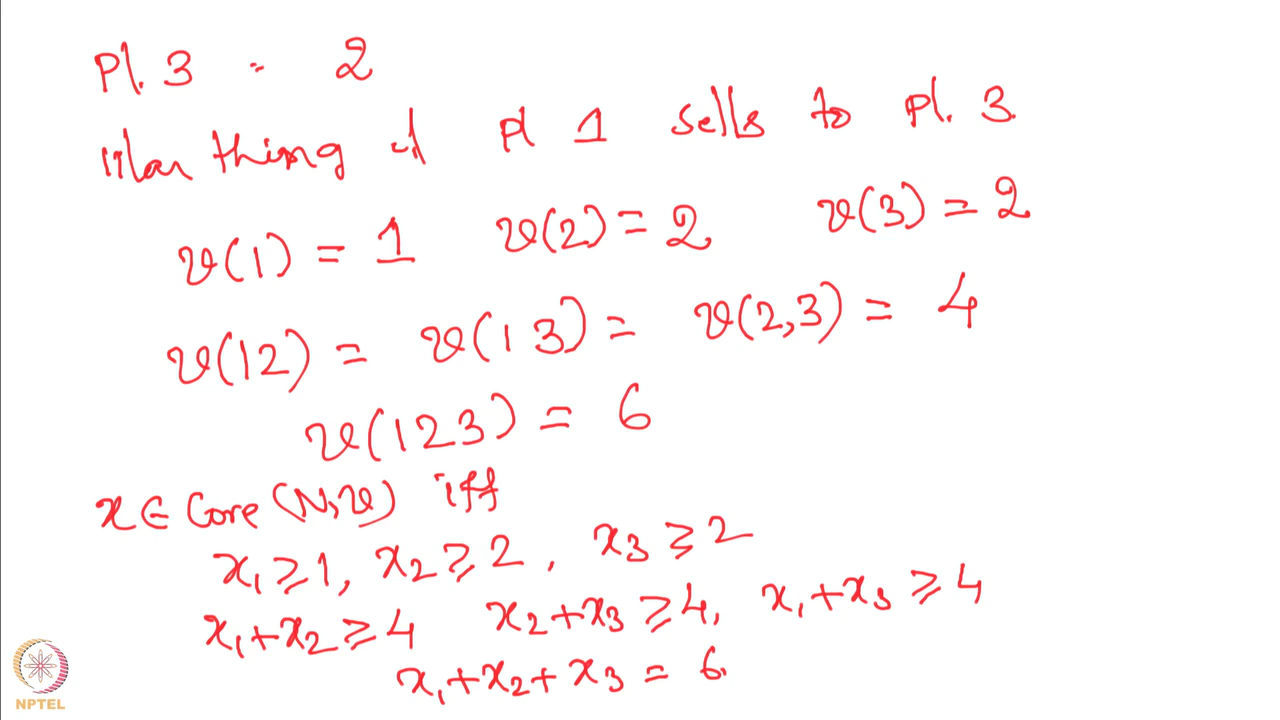 Pl. 3 - 2
thing if pl 1 sells to pl. 3
v(1) = 1 v(2) = 2 v(3) = 2
v(12) = v(13) = v(2,3) = 4
v(123) = 6
x ∈ Core (N,v) iff
x₁ ≥ 1, x₂ ≥ 2, x₃ ≥ 2
x₁ + x₂ ≥ 4 x₂ + x₃ ≥ 4, x₁ + x₃ ≥ 4
x₁ + x₂ + x₃ = 6
NPTEL